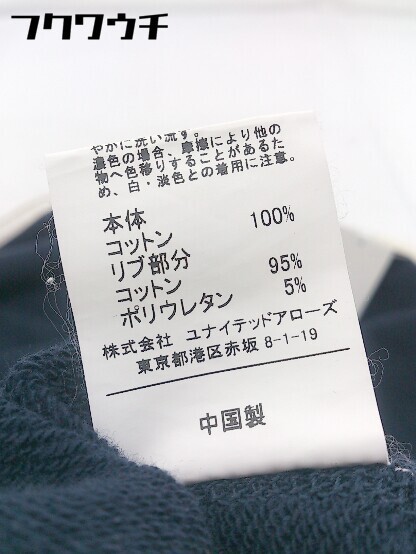 フクワウチ
やかに洗い流す。
濃色の場合、摩擦により他の
物へ色移りすることがあるた
め、白・淡色との着用に注意。
本体
コットン 100%
リブ部分
コットン 95%
ポリウレタン 5%
株式会社 ユナイテッドアローズ
東京都港区赤坂 8-1-19
中国製